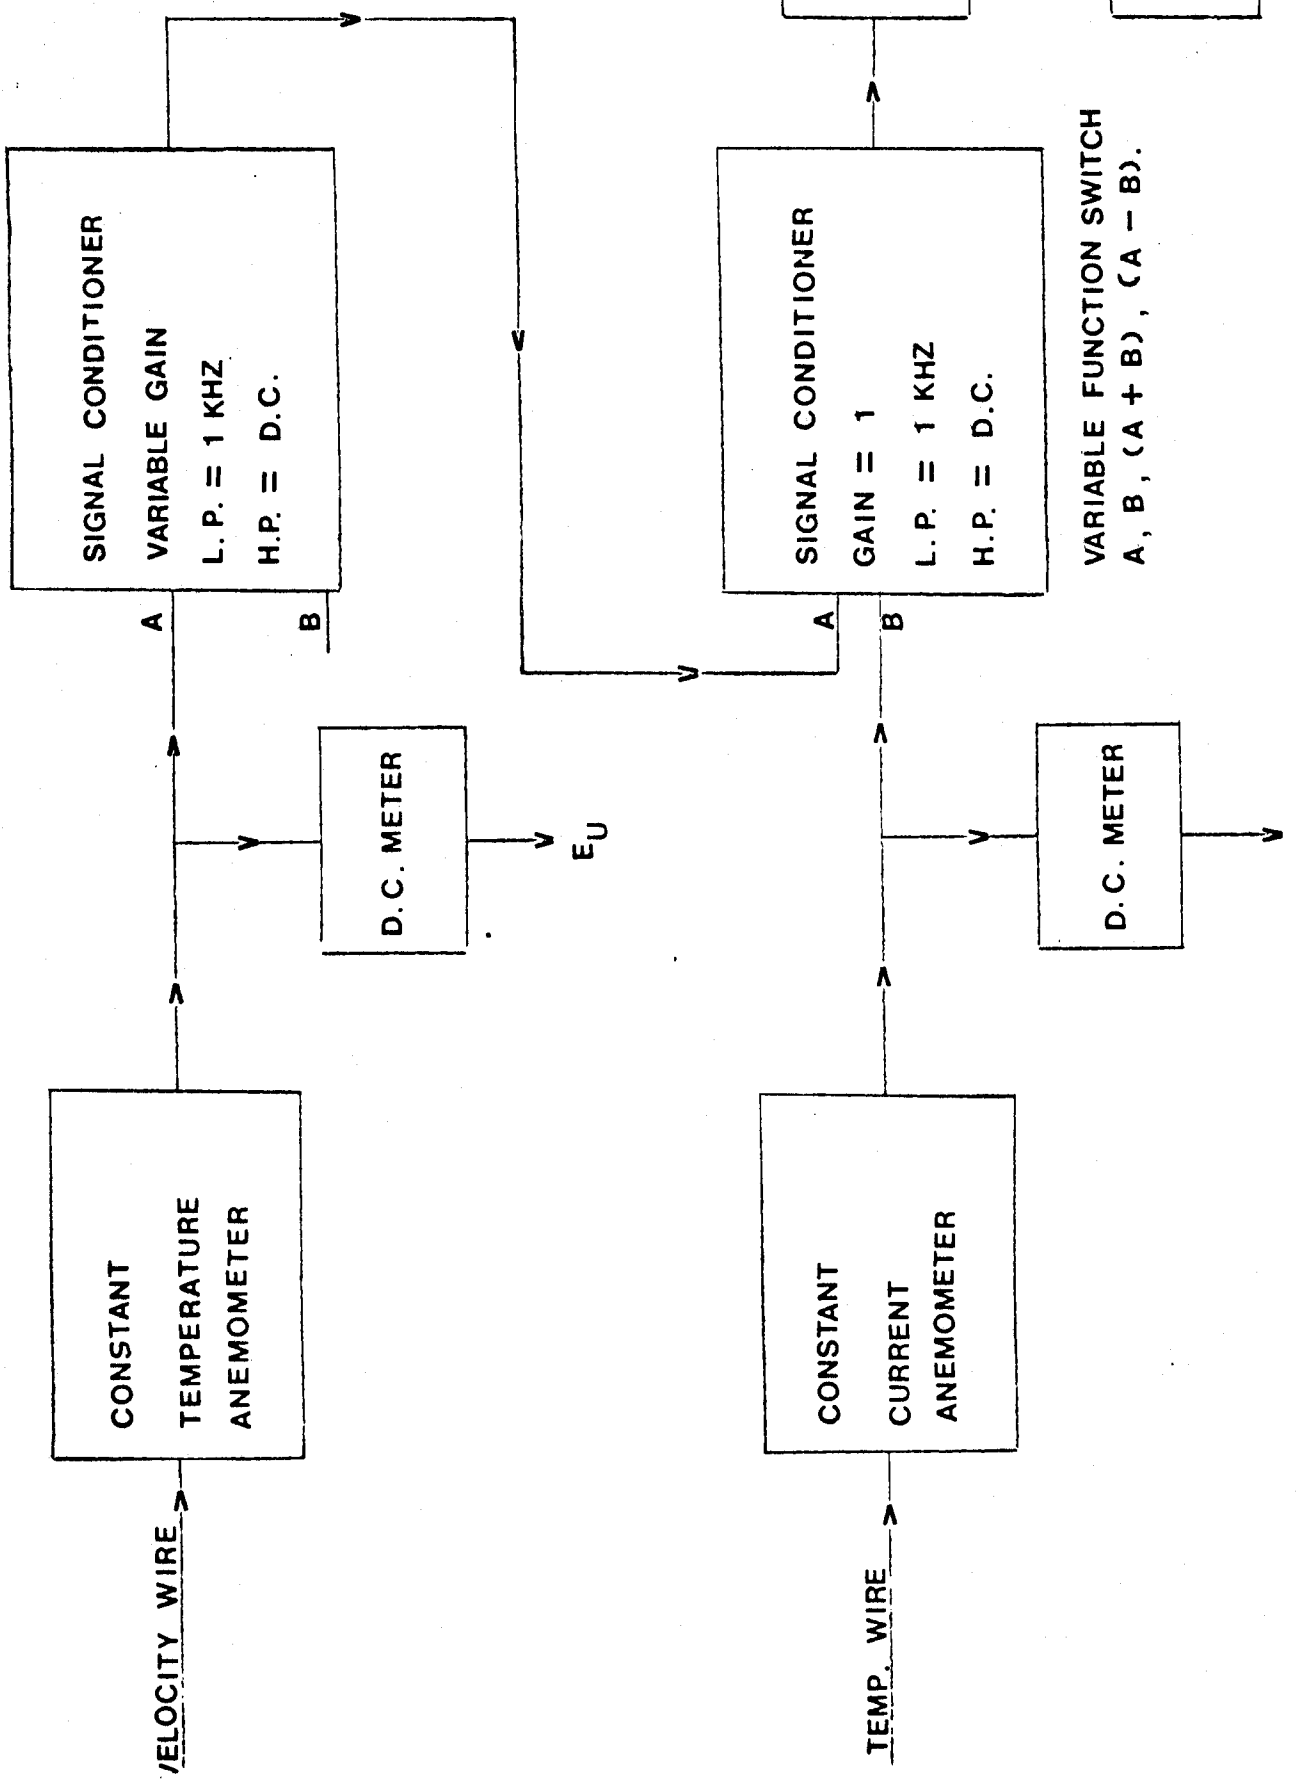 VELOCITY WIRE
CONSTANT
TEMPERATURE
ANEMOMETER
D.C. METER
E_U
A
B
SIGNAL CONDITIONER
VARIABLE GAIN
L.P. = 1 KHZ
H.P. = D.C.
TEMP. WIRE
CONSTANT
CURRENT
ANEMOMETER
D.C. METER
A
B
SIGNAL CONDITIONER
GAIN = 1
L.P. = 1 KHZ
H.P. = D.C.
VARIABLE FUNCTION SWITCH
A, B, (A + B), (A - B).